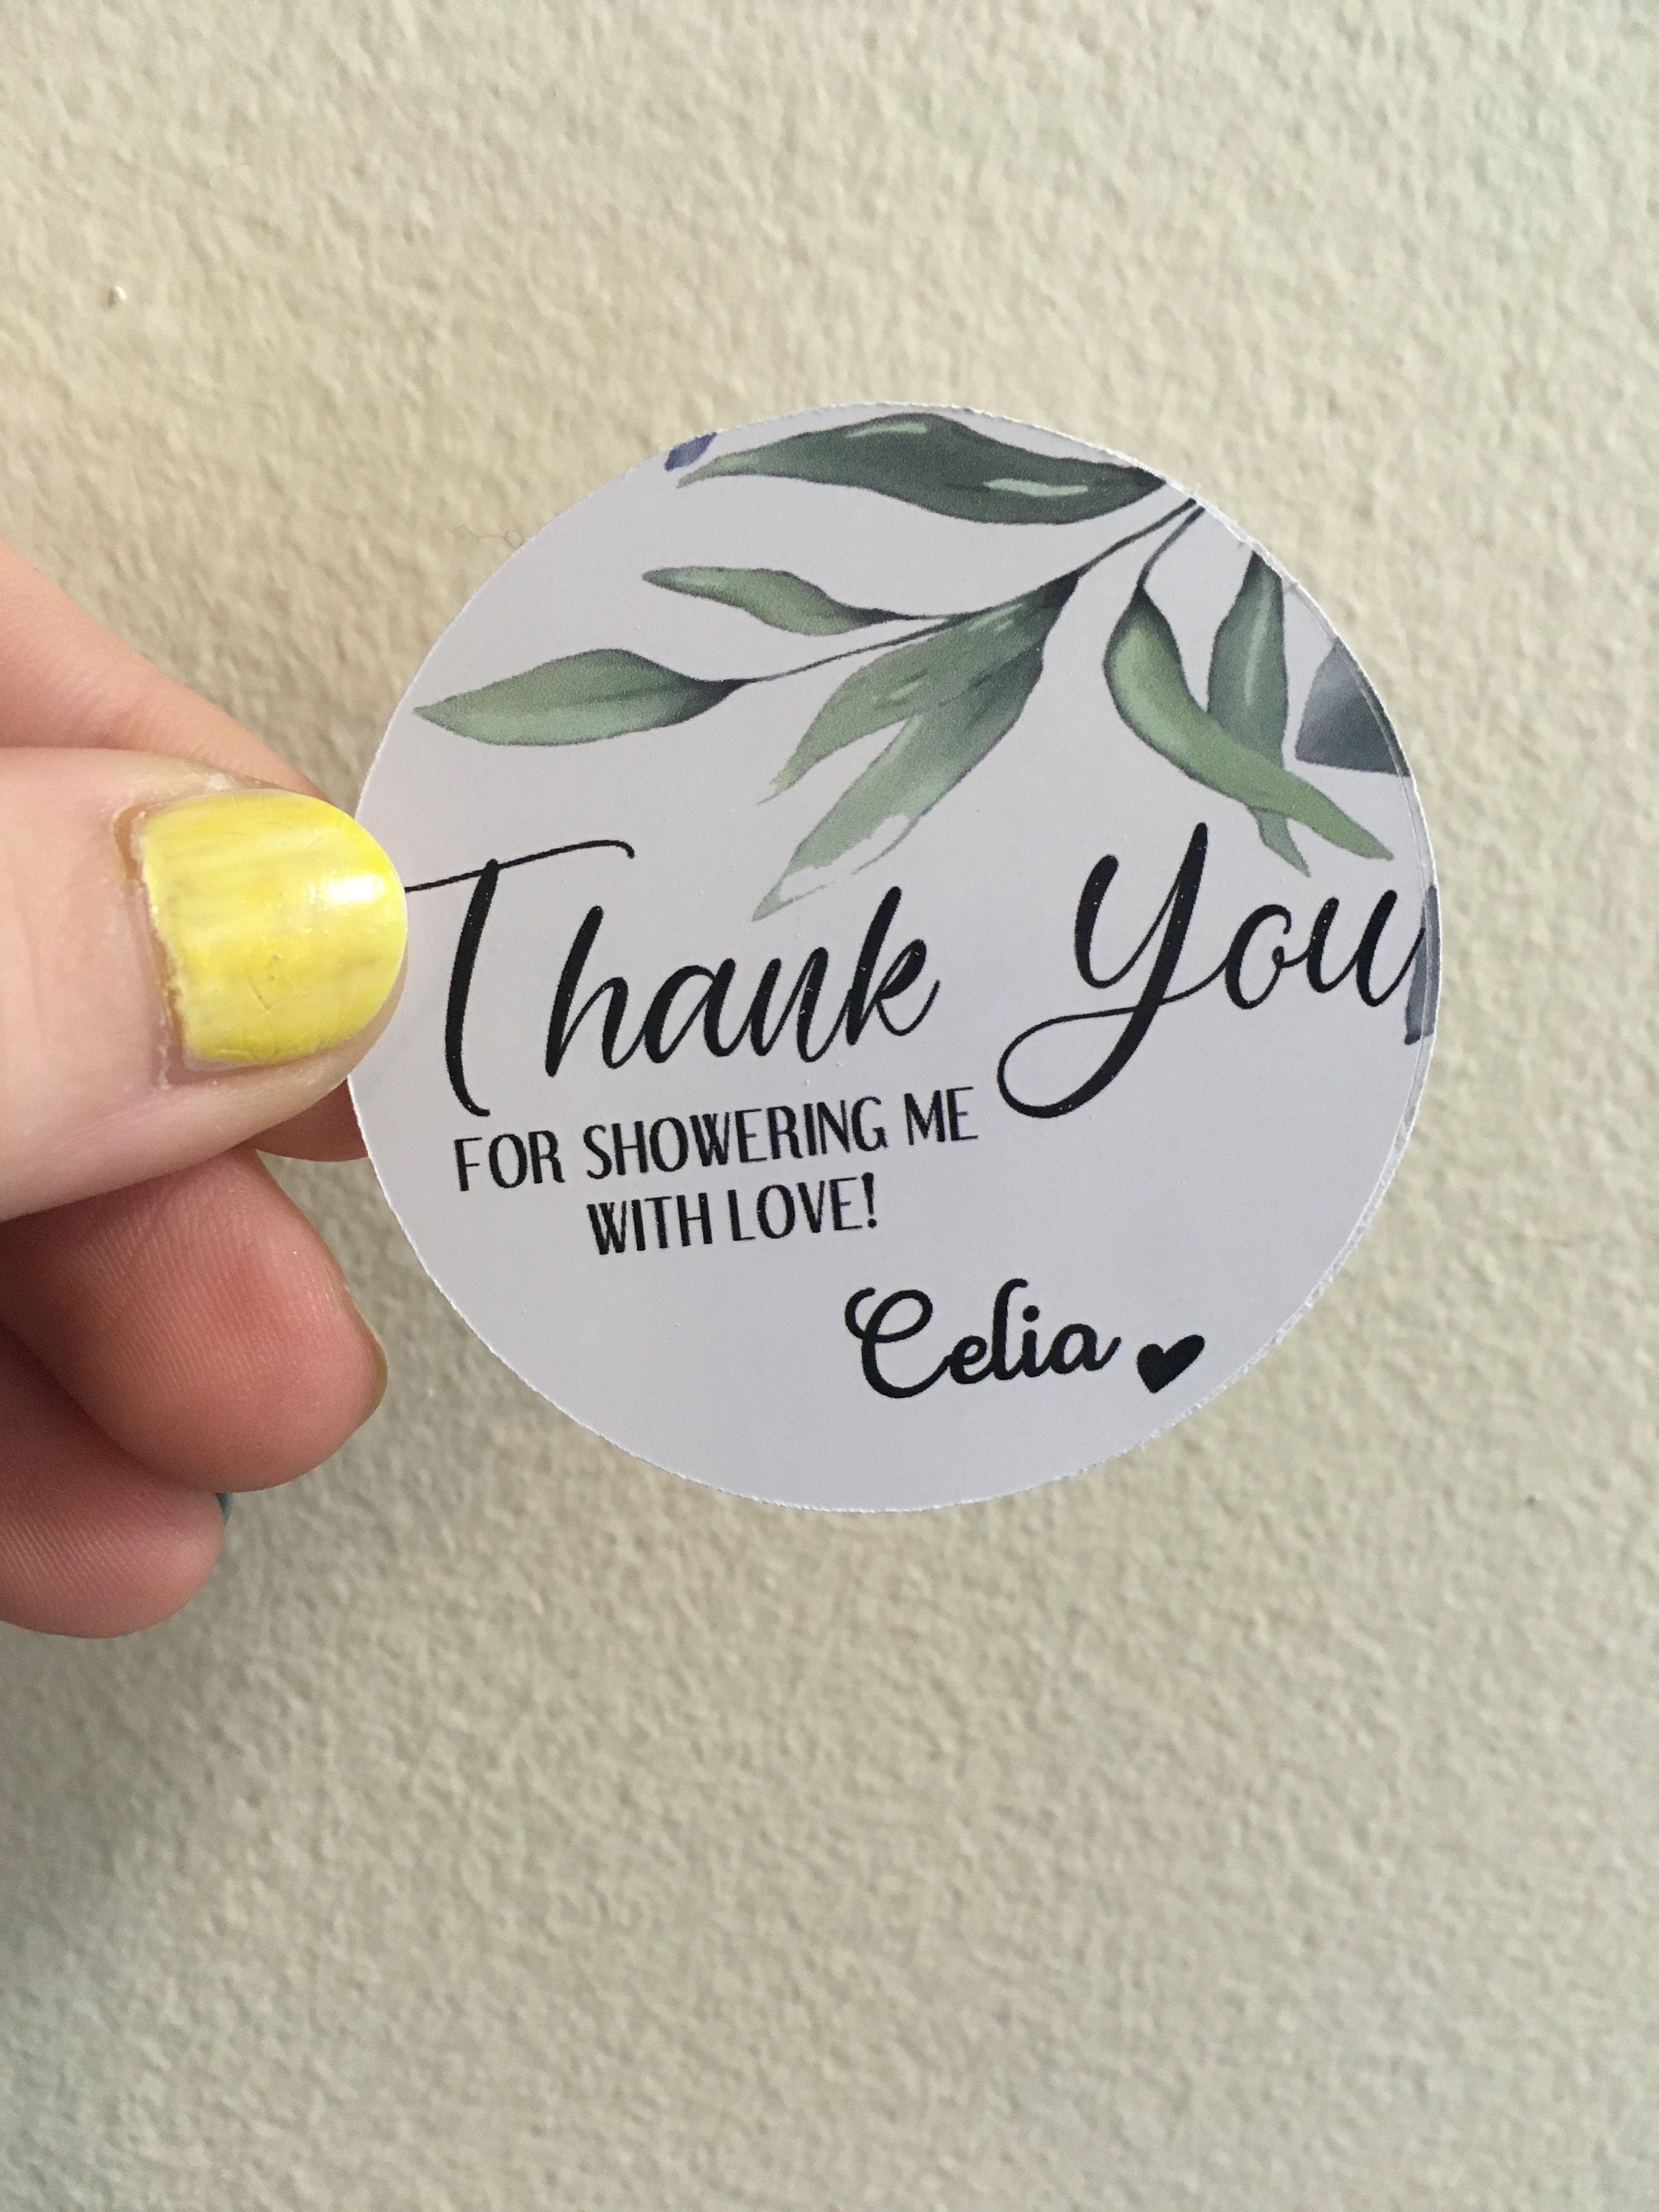 Thank You
FOR SHOWERING ME
WITH LOVE!
Celia